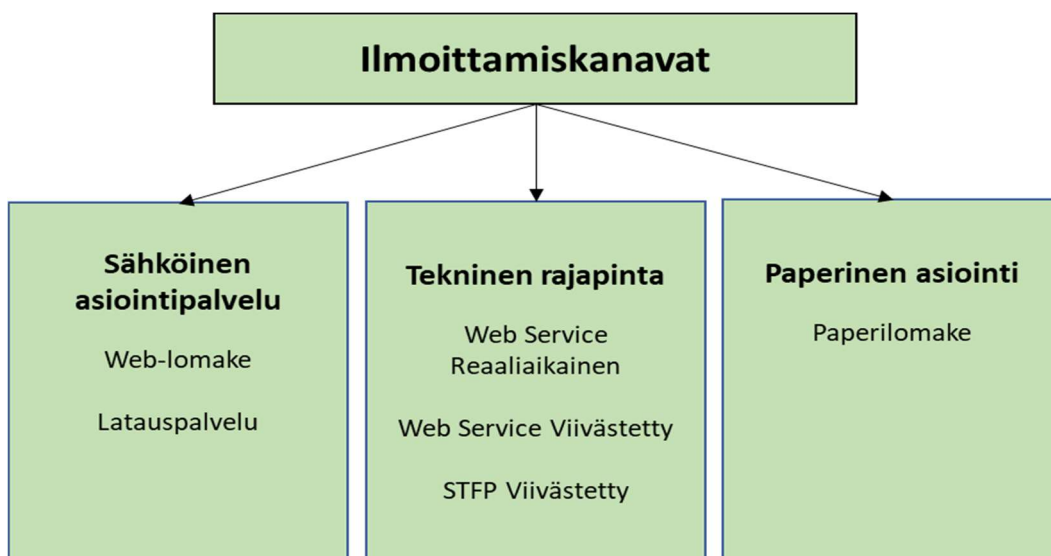 Ilmoittamiskanavat
Sähköinen
asiointipalvelu
Web-lomake
Latauspalvelu
Tekninen rajapinta
Web Service
Reaaliaikainen
Web Service Viivästetty
STFP Viivästetty
Paperinen asiointi
Paperilomake